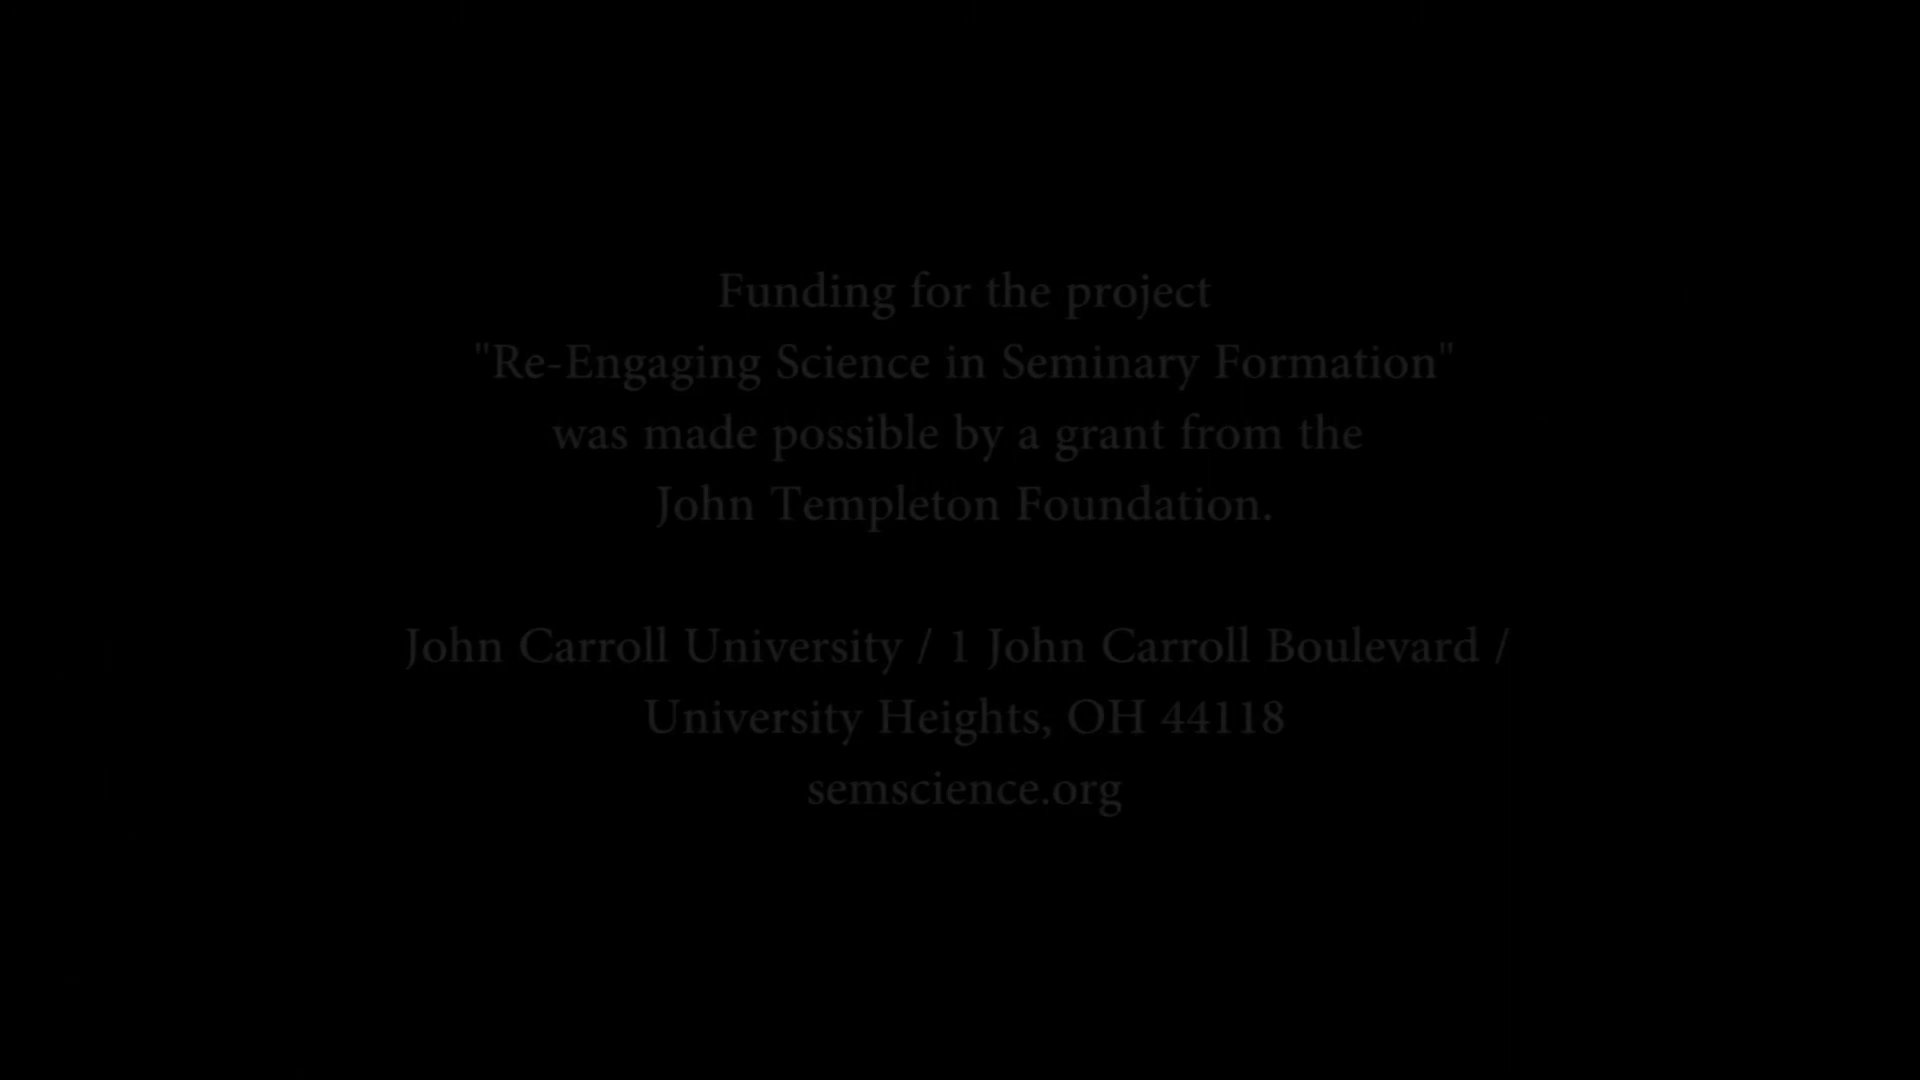 Funding for the project
"Re-Engaging Science in Seminary Formation"
was made possible by a grant from the
John Templeton Foundation.
John Carroll University / 1 John Carroll Boulevard /
University Heights, OH 44118
semscience.org